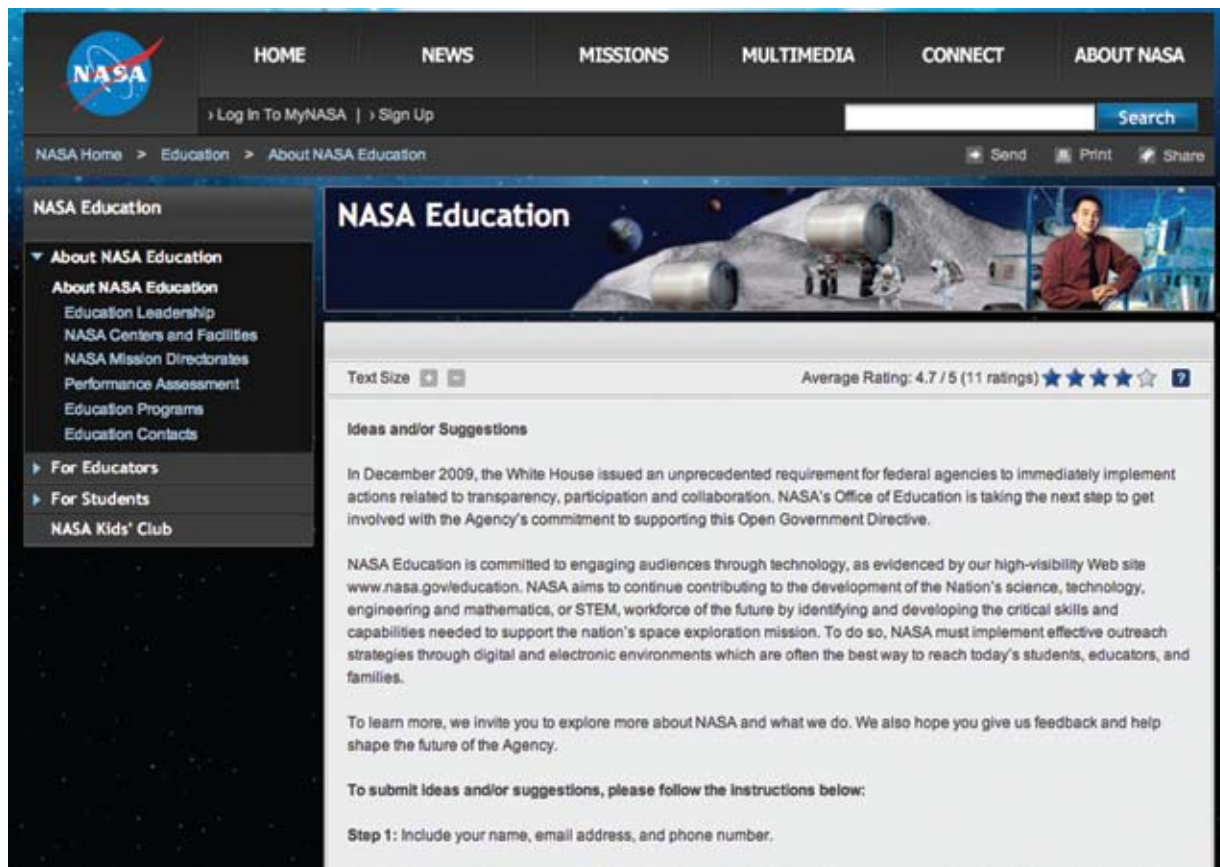 NASA
HOME
NEWS
MISSIONS
MULTIMEDIA
CONNECT
ABOUT NASA
› Log In To MyNASA | › Sign Up
Search
NASA Home > Education > About NASA Education
Send
Print
Share
NASA Education
About NASA Education
About NASA Education
Education Leadership
NASA Centers and Facilities
NASA Mission Directorates
Performance Assessment
Education Programs
Education Contacts
For Educators
For Students
NASA Kids' Club
NASA Education
Text Size + -
Average Rating: 4.7 / 5 (11 ratings) ?
Ideas and/or Suggestions
In December 2009, the White House issued an unprecedented requirement for federal agencies to immediately implement
actions related to transparency, participation and collaboration. NASA's Office of Education is taking the next step to get
involved with the Agency's commitment to supporting this Open Government Directive.
NASA Education is committed to engaging audiences through technology, as evidenced by our high-visibility Web site
www.nasa.gov/education. NASA aims to continue contributing to the development of the Nation's science, technology,
engineering and mathematics, or STEM, workforce of the future by identifying and developing the critical skills and
capabilities needed to support the nation's space exploration mission. To do so, NASA must implement effective outreach
strategies through digital and electronic environments which are often the best way to reach today's students, educators, and
families.
To learn more, we invite you to explore more about NASA and what we do. We also hope you give us feedback and help
shape the future of the Agency.
To submit ideas and/or suggestions, please follow the instructions below:
Step 1: Include your name, email address, and phone number.